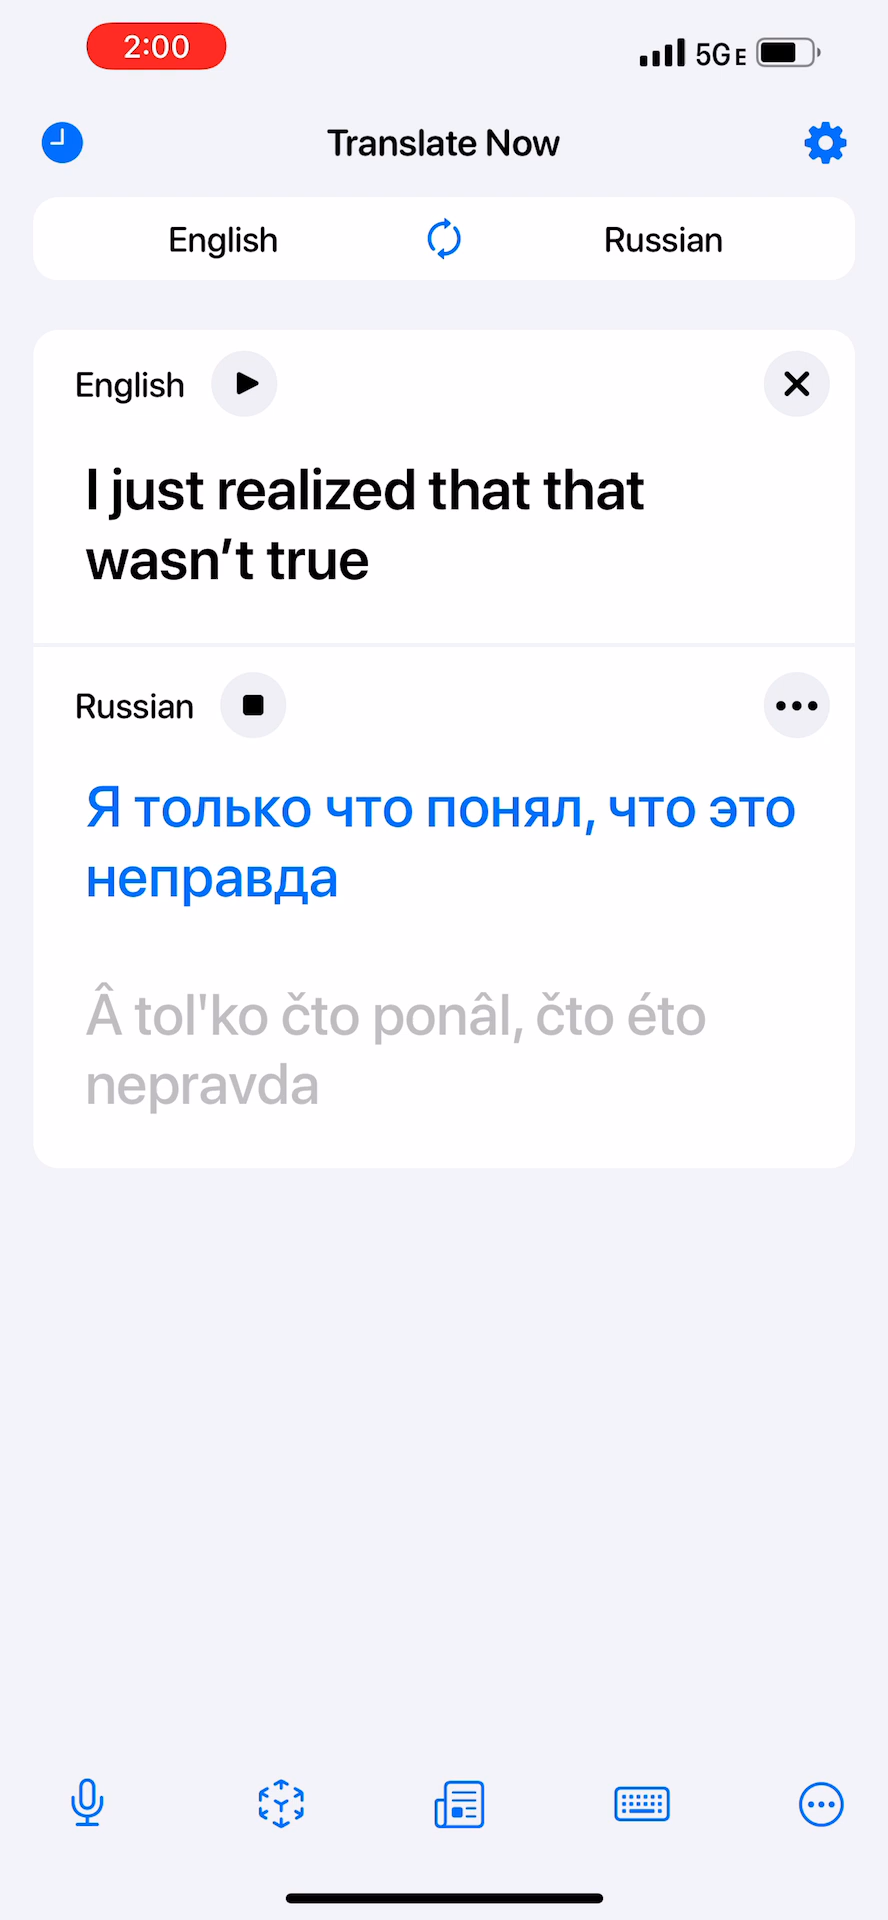 2:00
5GE
Translate Now
English
Russian
English
I just realized that that
wasn't true
Russian
Я только что понял, что это
неправда
Â tol'ko čto ponâl, čto éto
nepravda